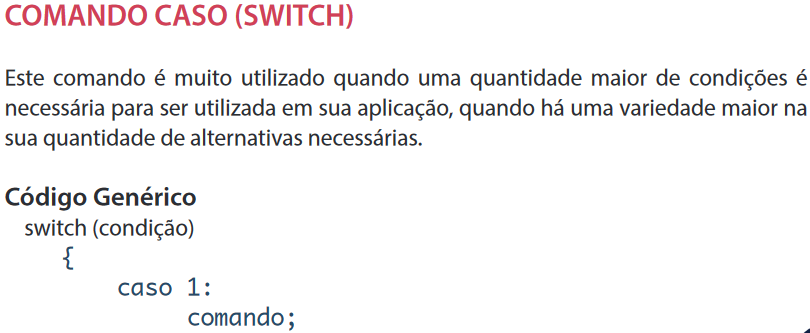 COMANDO CASO (SWITCH)
Este comando é muito utilizado quando uma quantidade maior de condições é
necessária para ser utilizada em sua aplicação, quando há uma variedade maior na
sua quantidade de alternativas necessárias.
Código Genérico
switch (condição)
{
caso 1:
comando;